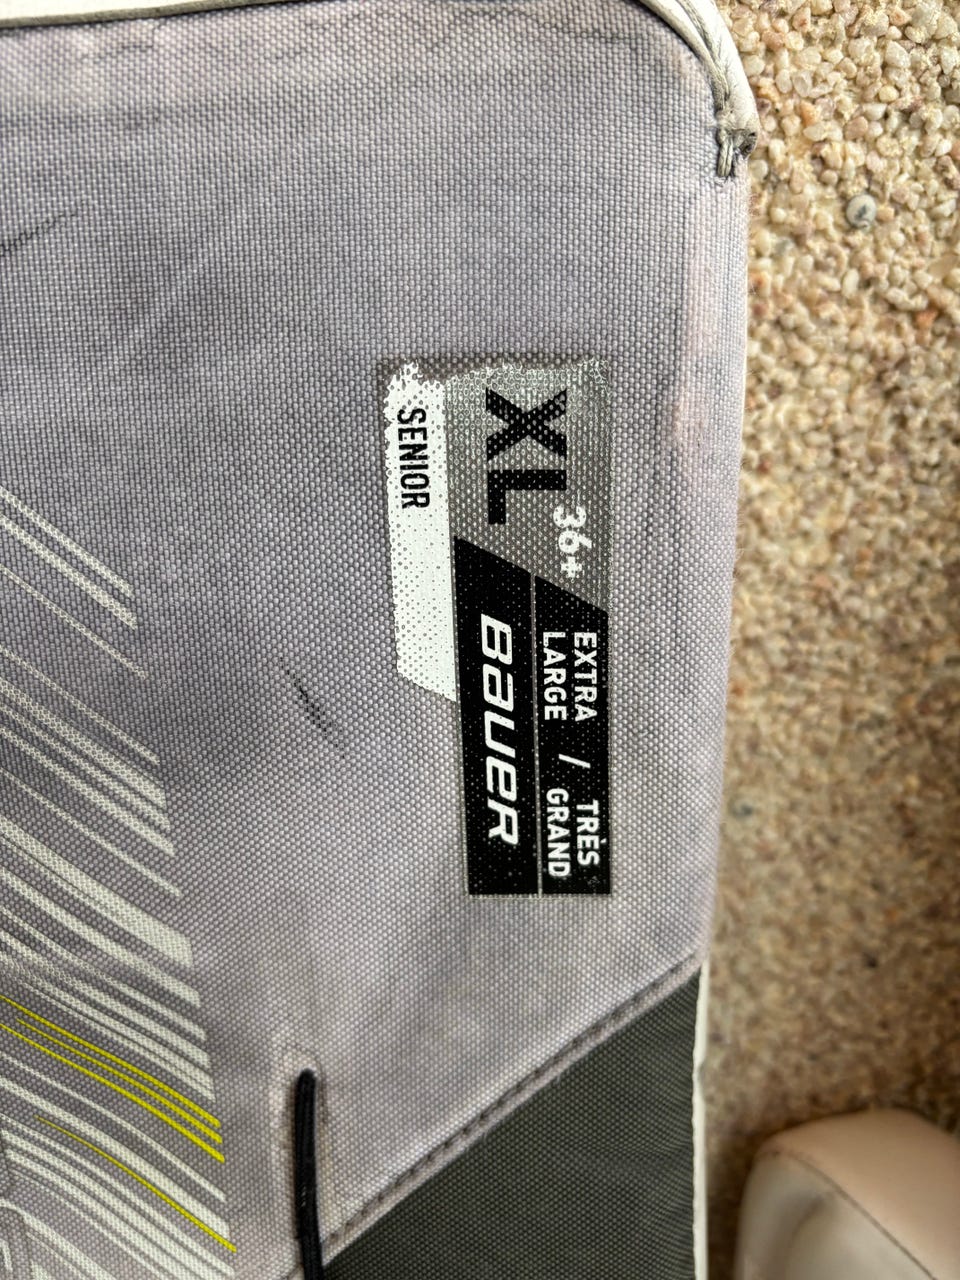 XL 36+
SENIOR
EXTRA LARGE / TRÈS GRAND
BAUER